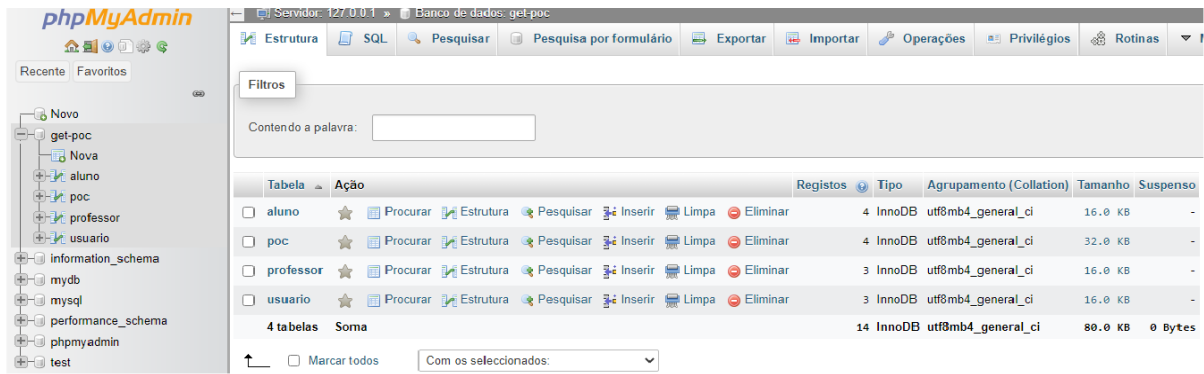 phpMyAdmin
Recente Favoritos
Novo
get-poc
Nova
aluno
poc
professor
usuario
information_schema
mydb
mysql
performance_schema
phpmyadmin
test
Servidor: 127.0.0.1 » Banco de dados: get-poc
Estrutura SQL Pesquisar Pesquisa por formulário Exportar Importar Operações Privilégios Rotinas
Filtros
Contendo a palavra:
Tabela Ação Registos Tipo Agrupamento (Collation) Tamanho Suspenso
aluno Procurar Estrutura Pesquisar Inserir Limpa Eliminar 4 InnoDB utf8mb4_general_ci 16.0 KB -
poc Procurar Estrutura Pesquisar Inserir Limpa Eliminar 4 InnoDB utf8mb4_general_ci 32.0 KB -
professor Procurar Estrutura Pesquisar Inserir Limpa Eliminar 3 InnoDB utf8mb4_general_ci 16.0 KB -
usuario Procurar Estrutura Pesquisar Inserir Limpa Eliminar 3 InnoDB utf8mb4_general_ci 16.0 KB -
4 tabelas Soma 14 InnoDB utf8mb4_general_ci 80.0 KB 0 Bytes
Marcar todos Com os seleccionados: